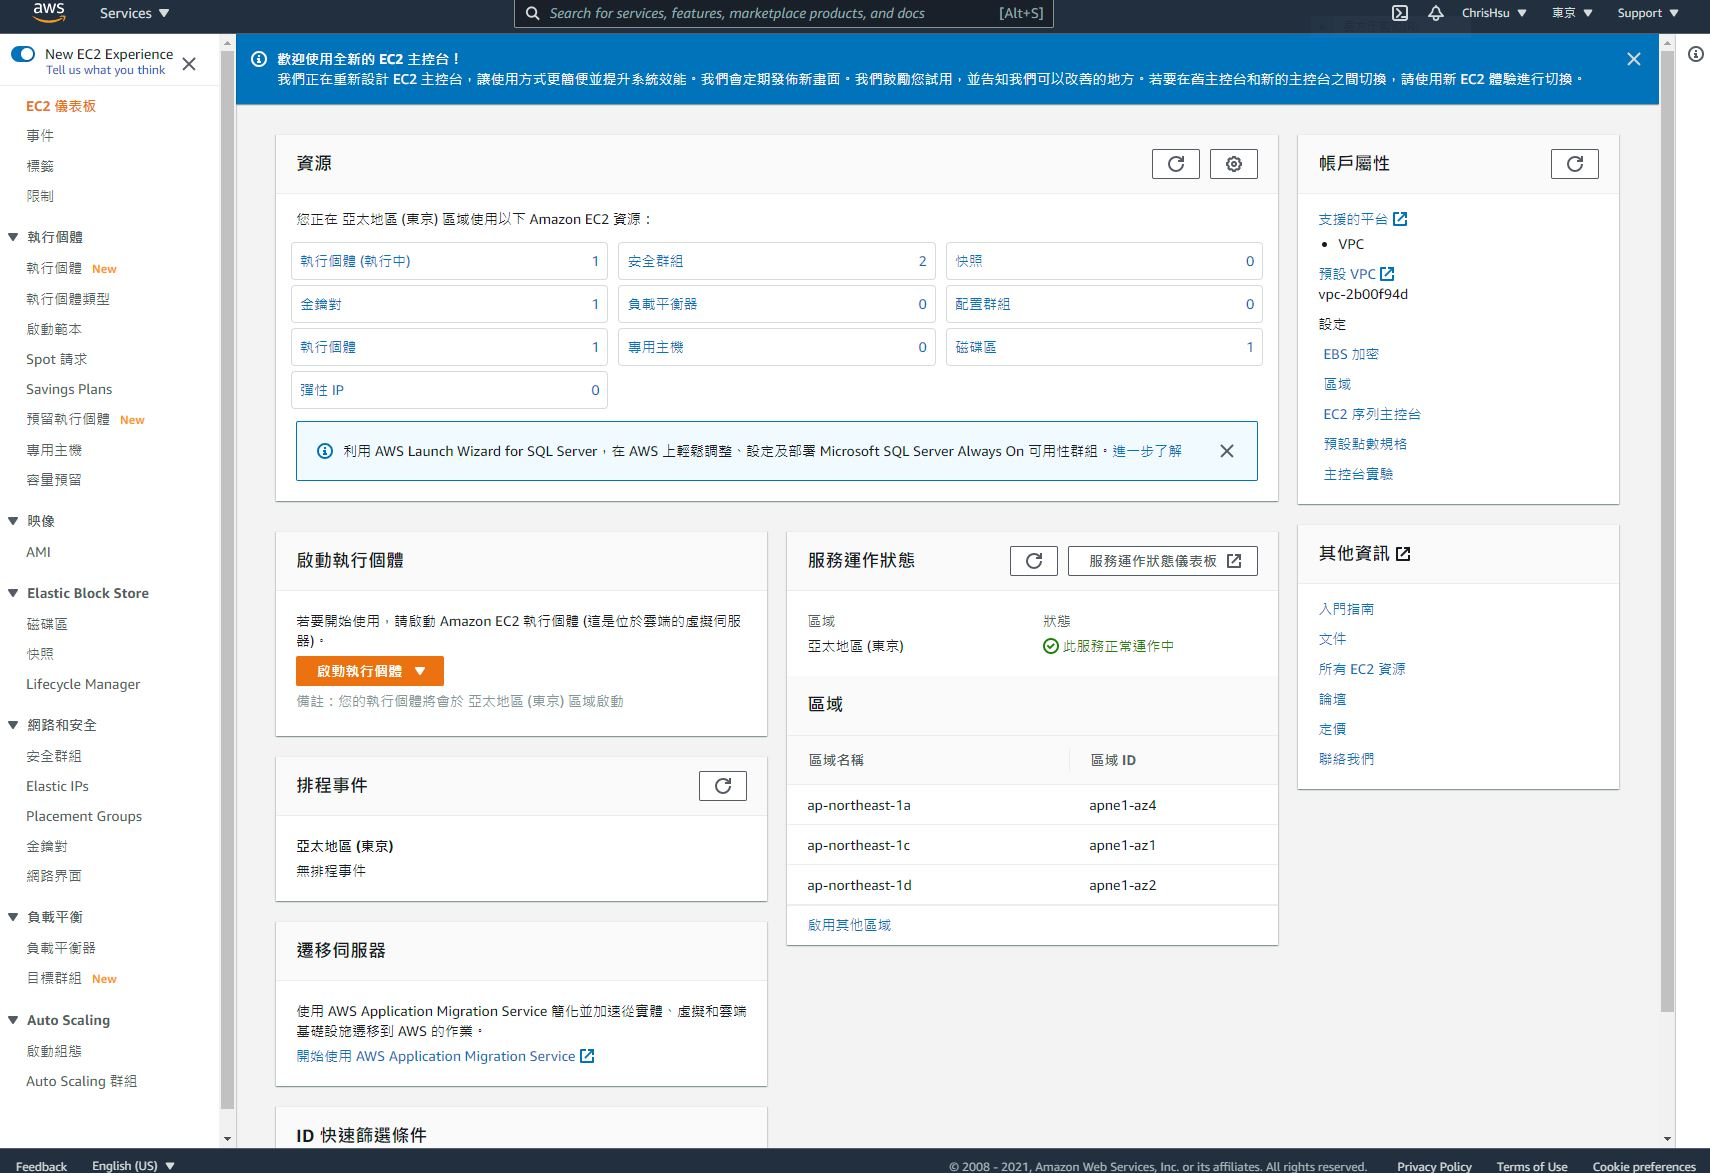 aws
Services
Search for services, features, marketplace products, and docs
[Alt+S]
ChrisHsu
東京
Support
New EC2 Experience
Tell us what you think
EC2 儀表板
事件
標籤
限制
執行個體
執行個體 New
執行個體類型
啟動範本
Spot 請求
Savings Plans
預留執行個體 New
專用主機
容量預留
映像
AMI
Elastic Block Store
磁碟區
快照
Lifecycle Manager
網路和安全
安全群組
Elastic IPs
Placement Groups
金鑰對
網路界面
負載平衡
負載平衡器
目標群組 New
Auto Scaling
啟動組態
Auto Scaling 群組
歡迎使用全新的 EC2 主控台！
我們正在重新設計 EC2 主控台，讓使用方式更簡便並提升系統效能。我們會定期發佈新畫面。我們鼓勵您試用，並告知我們可以改善的地方。若要在舊主控台和新的主控台之間切換，請使用新 EC2 體驗進行切換。
資源
您正在 亞太地區 (東京) 區域使用以下 Amazon EC2 資源：
執行個體 (執行中) 1
安全群組 2
快照 0
金鑰對 1
負載平衡器 0
配置群組 0
執行個體 1
專用主機 0
磁碟區 1
彈性 IP 0
利用 AWS Launch Wizard for SQL Server，在 AWS 上輕鬆調整、設定及部署 Microsoft SQL Server Always On 可用性群組。進一步了解
啟動執行個體
若要開始使用，請啟動 Amazon EC2 執行個體 (這是位於雲端的虛擬伺服
器)。
啟動執行個體
備註：您的執行個體將會於 亞太地區 (東京) 區域啟動
排程事件
亞太地區 (東京)
無排程事件
遷移伺服器
使用 AWS Application Migration Service 簡化並加速從實體、虛擬和雲端
基礎設施遷移到 AWS 的作業。
開始使用 AWS Application Migration Service
ID 快速篩選條件
服務運作狀態
服務運作狀態儀表板
區域
狀態
亞太地區 (東京)
此服務正常運作中
區域
區域名稱 區域 ID
ap-northeast-1a apne1-az4
ap-northeast-1c apne1-az1
ap-northeast-1d apne1-az2
啟用其他區域
帳戶屬性
支援的平台
• VPC
預設 VPC
vpc-2b00f94d
設定
EBS 加密
區域
EC2 序列主控台
預設點數規格
主控台實驗
其他資訊
入門指南
文件
所有 EC2 資源
論壇
定價
聯絡我們
Feedback
English (US)
© 2008 - 2021, Amazon Web Services, Inc. or its affiliates. All rights reserved.
Privacy Policy
Terms of Use
Cookie preferences